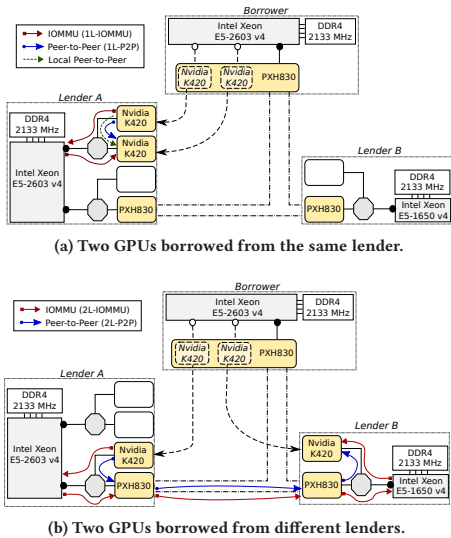 Borrower
IOMMU (1L-IOMMU)
Peer-to-Peer (1L-P2P)
Local Peer-to-Peer
Intel Xeon
E5-2603 v4
DDR4
2133 MHz
Nvidia
K420
Nvidia
K420
PXH830
Lender A
DDR4
2133 MHz
Nvidia
K420
Nvidia
K420
Intel Xeon
E5-2603 v4
PXH830
Lender B
DDR4
2133 MHz
PXH830
Intel Xeon
E5-1650 v4
(a) Two GPUs borrowed from the same lender.
Borrower
IOMMU (2L-IOMMU)
Peer-to-Peer (2L-P2P)
Intel Xeon
E5-2603 v4
DDR4
2133 MHz
Nvidia
K420
Nvidia
K420
PXH830
Lender A
DDR4
2133 MHz
Intel Xeon
E5-2603 v4
Nvidia
K420
PXH830
Lender B
Nvidia
K420
DDR4
2133 MHz
PXH830
Intel Xeon
E5-1650 v4
(b) Two GPUs borrowed from different lenders.